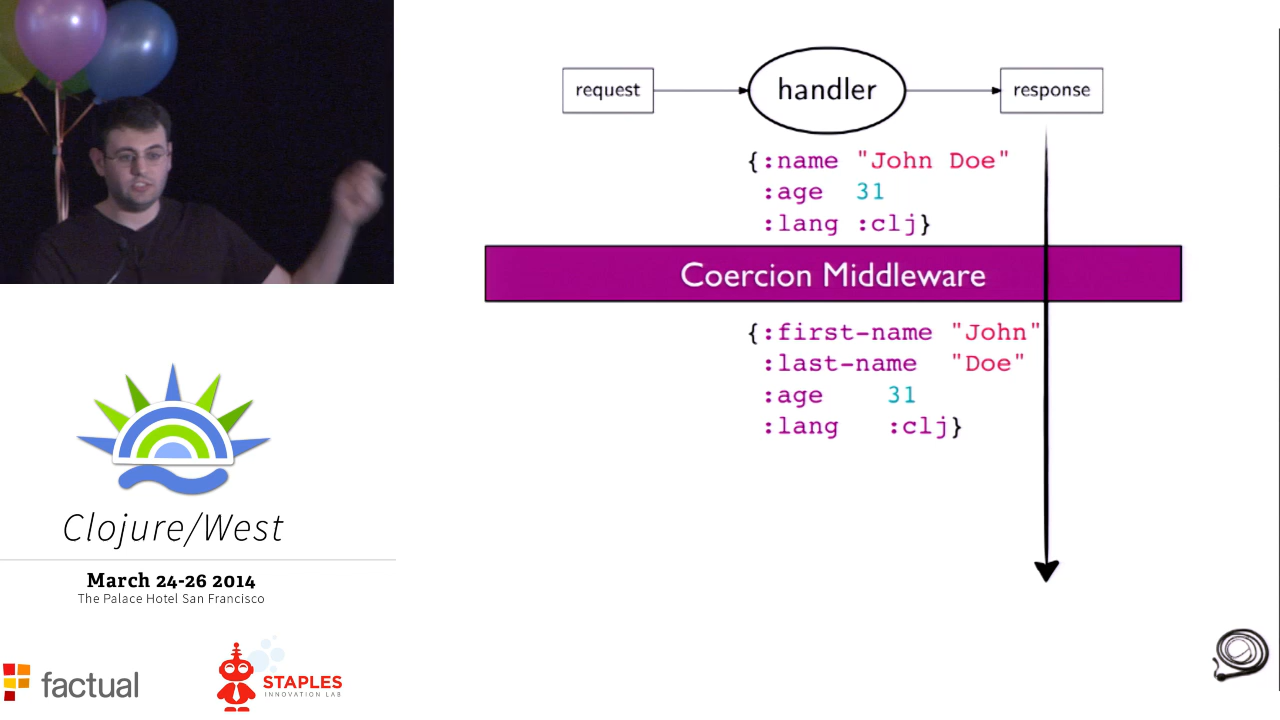 request
handler
response
{:name "John Doe"
:age 31
:lang :clj}
Coercion Middleware
{:first-name "John"
:last-name "Doe"
:age 31
:lang :clj}
Clojure/West
March 24-26 2014
The Palace Hotel San Francisco
factual
STAPLES
INNOVATION LAB